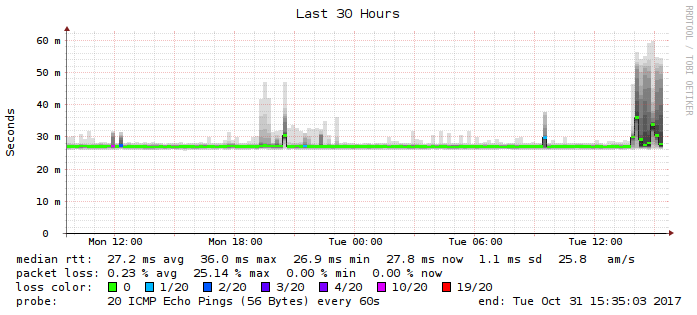 Last 30 Hours
RRDTOOL / TOBI OETIKER
Seconds
60 m
50 m
40 m
30 m
20 m
10 m
0
Mon 12:00 Mon 18:00 Tue 00:00 Tue 06:00 Tue 12:00
median rtt: 27.2 ms avg 36.0 ms max 26.9 ms min 27.8 ms now 1.1 ms sd 25.8 am/s
packet loss: 0.23 % avg 25.14 % max 0.00 % min 0.00 % now
loss color: 0 1/20 2/20 3/20 4/20 10/20 19/20
probe: 20 ICMP Echo Pings (56 Bytes) every 60s end: Tue Oct 31 15:35:03 2017